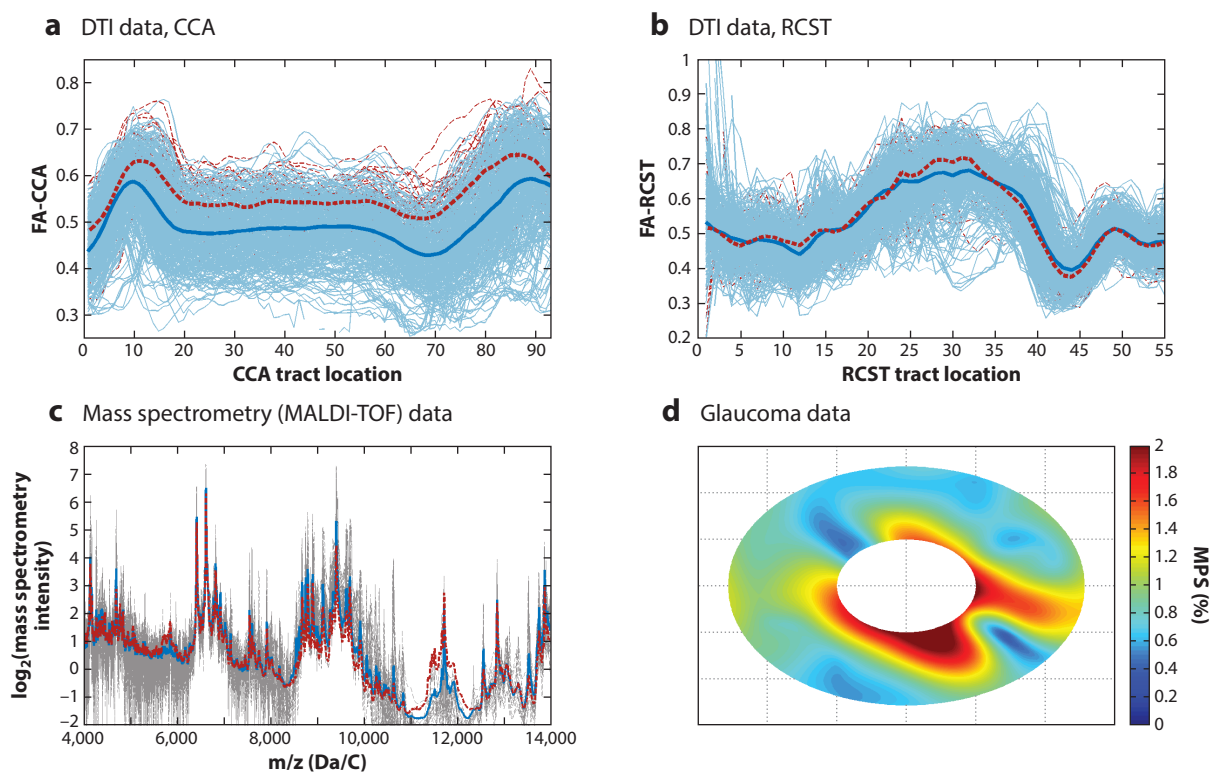 a DTI data, CCA
FA-CCA
0.8
0.7
0.6
0.5
0.4
0.3
0 10 20 30 40 50 60 70 80 90
CCA tract location
b DTI data, RCST
FA-RCST
1
0.9
0.8
0.7
0.6
0.5
0.4
0.3
0.2
0 5 10 15 20 25 30 35 40 45 50 55
RCST tract location
c Mass spectrometry (MALDI-TOF) data
log₂(mass spectrometry
intensity)
8
7
6
5
4
3
2
1
0
−1
−2
4,000 6,000 8,000 10,000 12,000 14,000
m/z (Da/C)
d Glaucoma data
2
1.8
1.6
1.4
1.2
1
0.8
0.6
0.4
0.2
0
MPS (%)